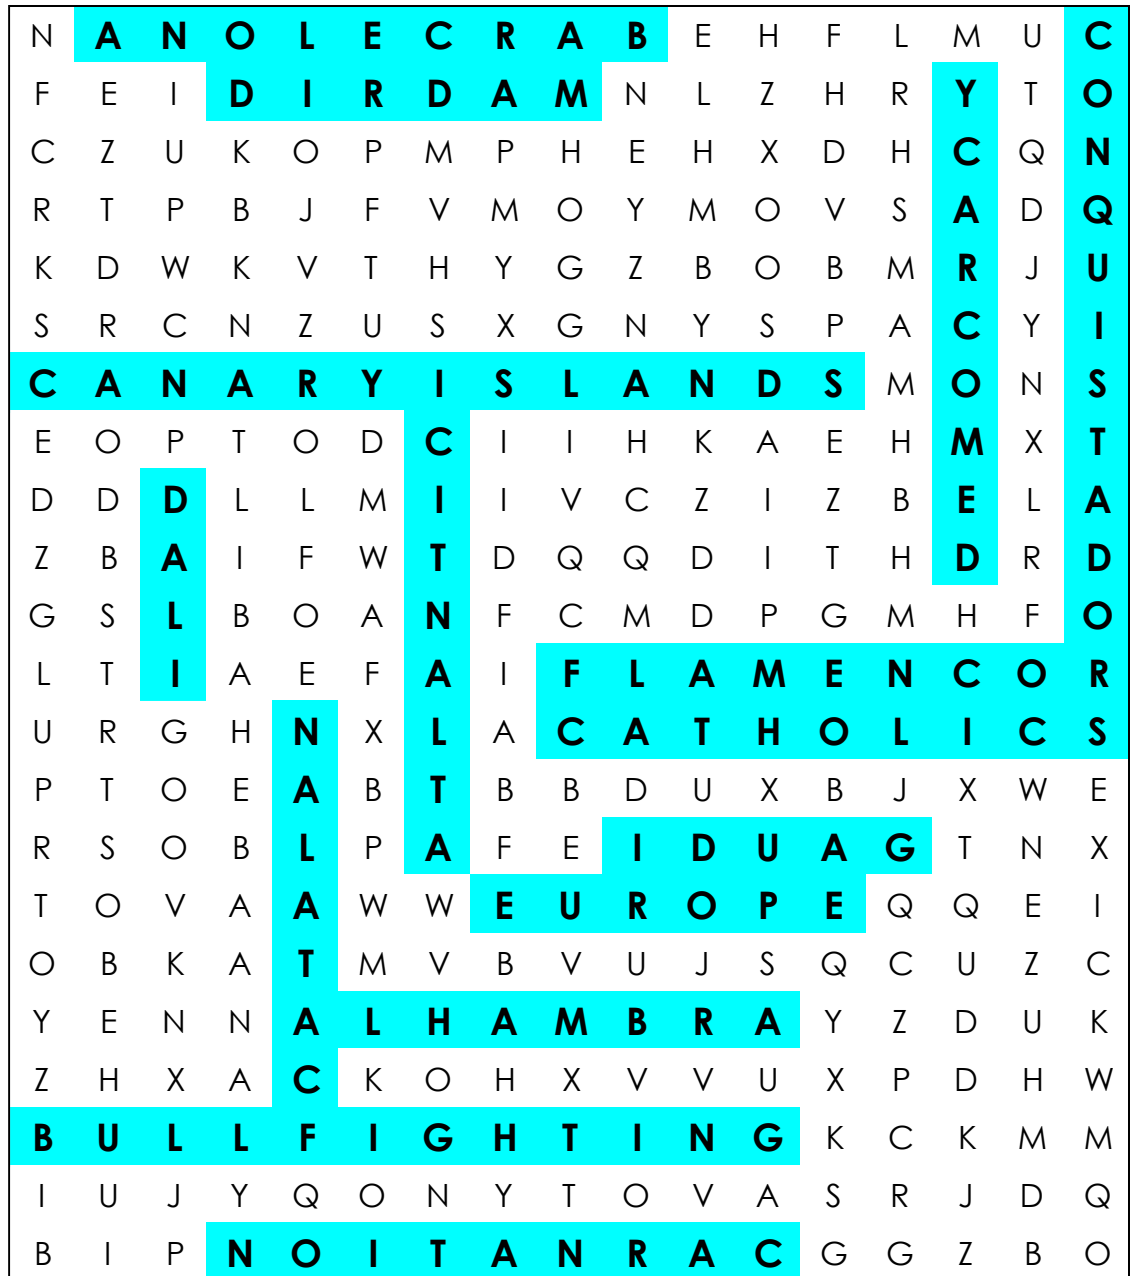 N A N O L E C R A B E H F L M U C
F E I D I R D A M N L Z H R Y T O
C Z U K O P M P H E H X D H C Q N
R T P B J F V M O Y M O V S A D Q
K D W K V T H Y G Z B O B M R J U
S R C N Z U S X G N Y S P A C Y I
C A N A R Y I S L A N D S M O N S
E O P T O D C I I H K A E H M X T
D D D L L M I I V C Z I Z B E L A
Z B A I F W T D Q Q D I T H D R D
G S L B O A N F C M D P G M H F O
L T I A E F A I F L A M E N C O R
U R G H N X L A C A T H O L I C S
P T O E A B T B B D U X B J X W E
R S O B L P A F E I D U A G T N X
T O V A A W W E U R O P E Q Q E I
O B K A T M V B V U J S Q C U Z C
Y E N N A L H A M B R A Y Z D U K
Z H X A C K O H X V V U X P D H W
B U L L F I G H T I N G K C K M M
I U J Y Q O N Y T O V A S R J D Q
B I P N O I T A N R A C G G Z B O